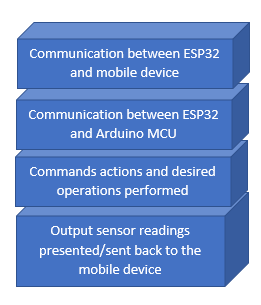 Communication between ESP32
and mobile device
Communication between ESP32
and Arduino MCU
Commands actions and desired
operations performed
Output sensor readings
presented/sent back to the
mobile device